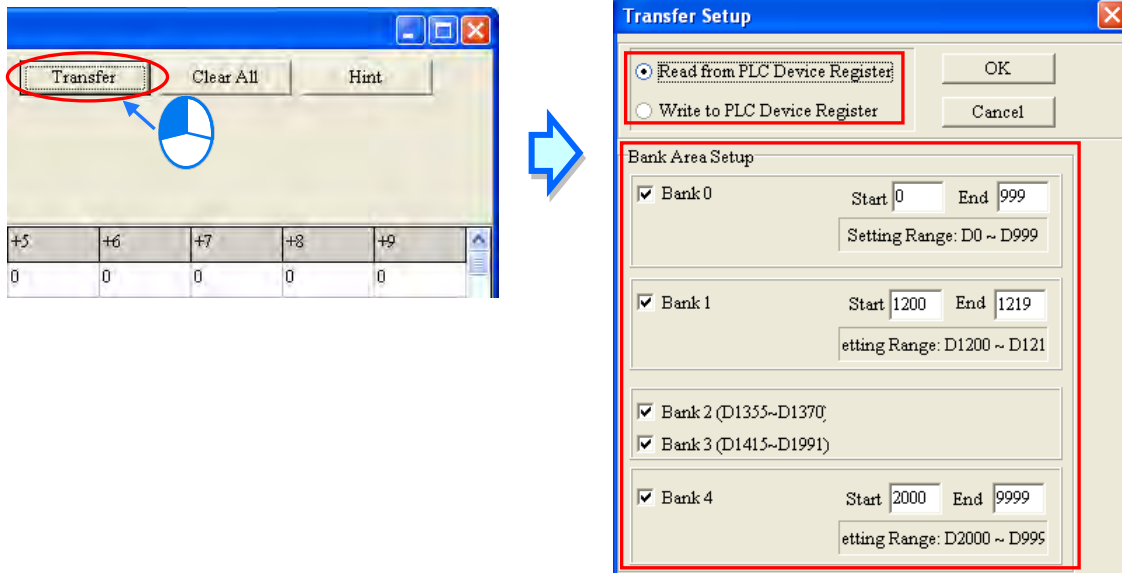 Transfer Clear All Hint
+5 +6 +7 +8 +9
0 0 0 0 0
Transfer Setup
Read from PLC Device Register OK
Write to PLC Device Register Cancel
Bank Area Setup
Bank 0 Start 0 End 999
Setting Range: D0 ~ D999
Bank 1 Start 1200 End 1219
etting Range: D1200 ~ D121
Bank 2 (D1355~D1370)
Bank 3 (D1415~D1991)
Bank 4 Start 2000 End 9999
etting Range: D2000 ~ D999